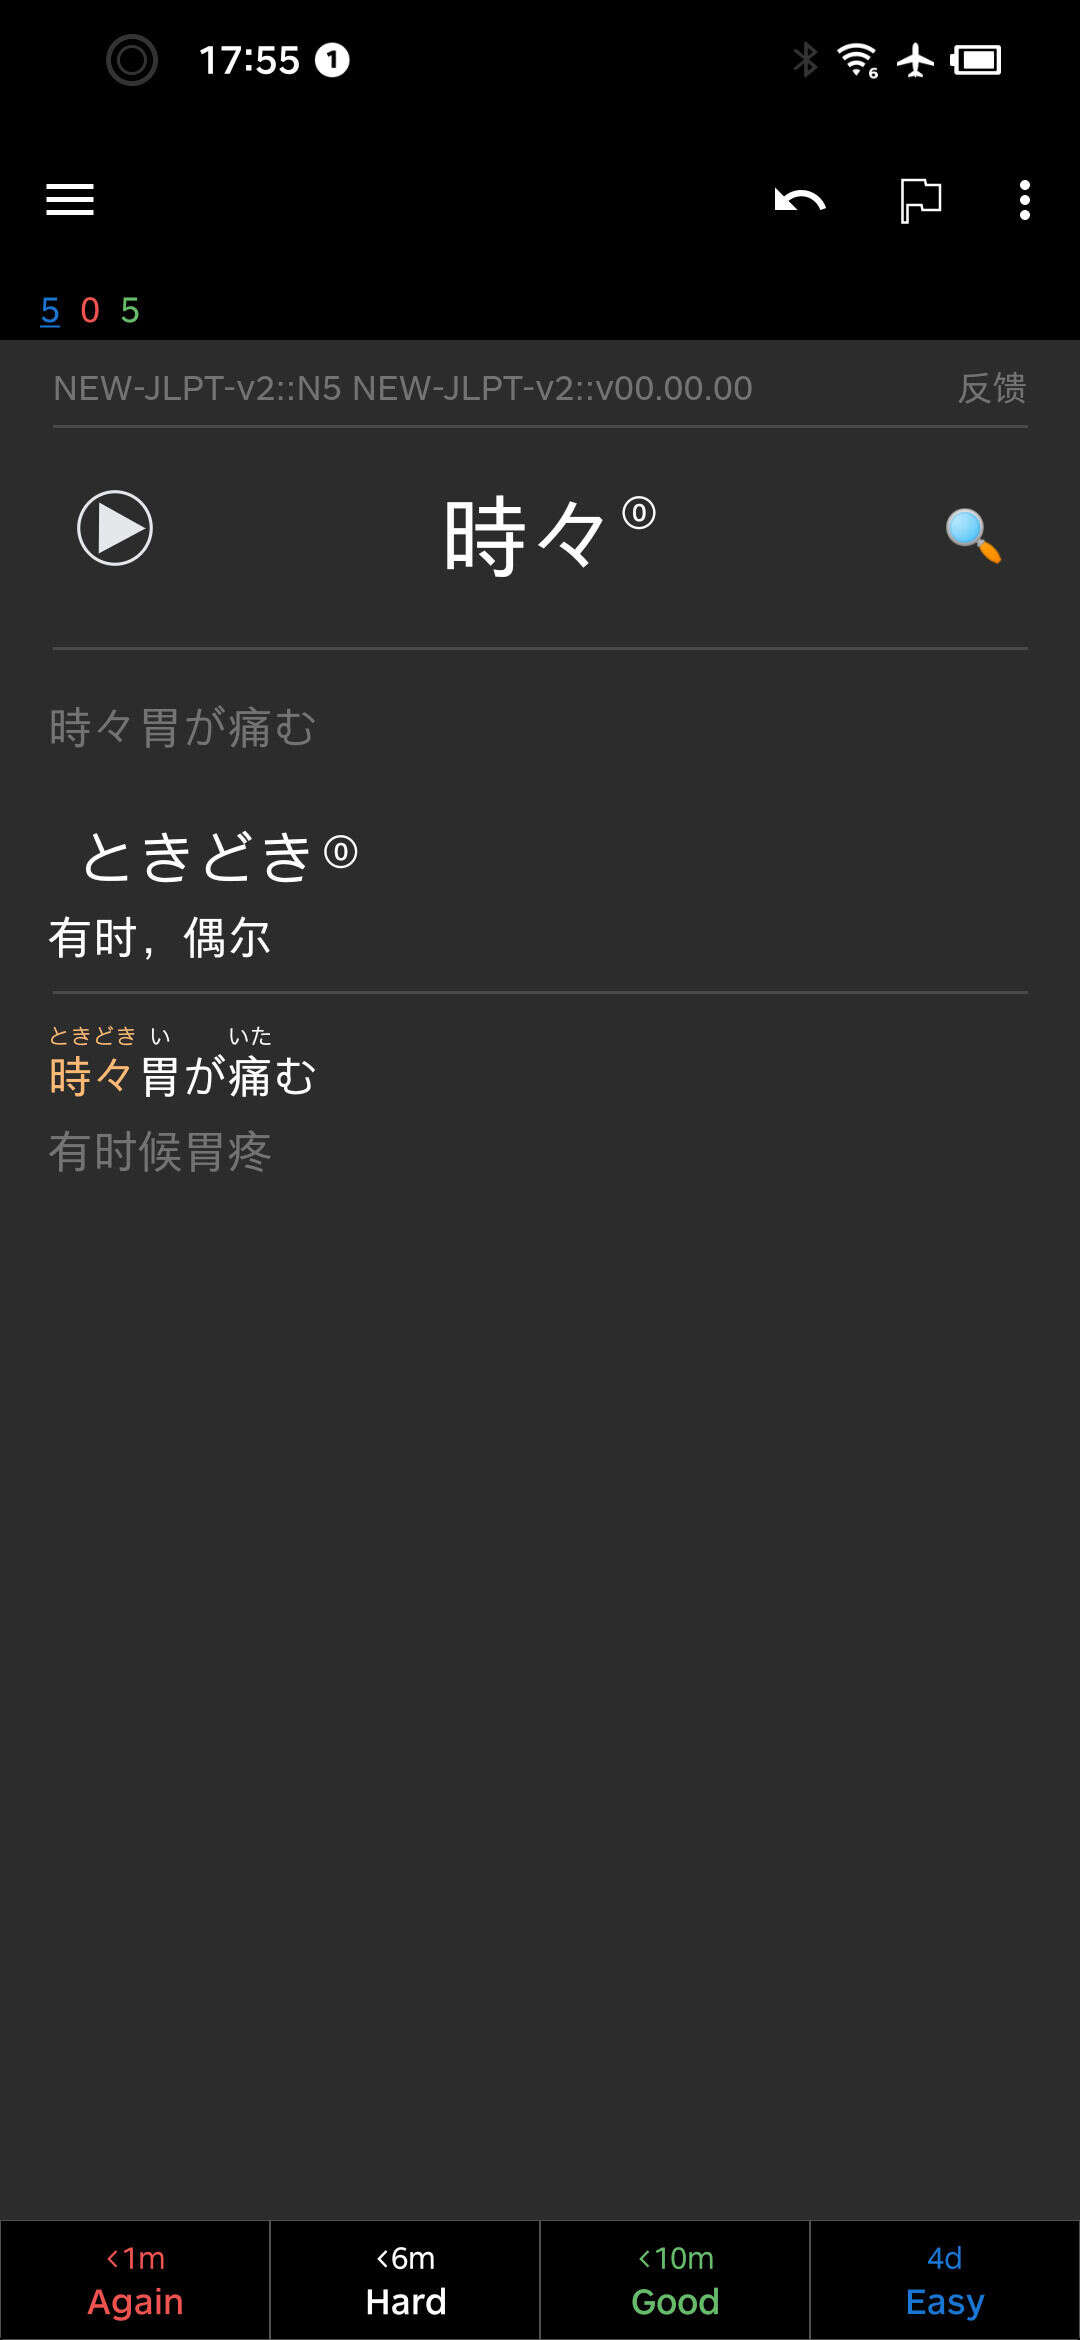 17:55 1
6
5 0 5
NEW-JLPT-v2::N5 NEW-JLPT-v2::v00.00.00 反馈
時々⓪
時々胃が痛む
ときどき⓪
有时，偶尔
ときどき い いた
時々胃が痛む
有时候胃疼
<1m <6m <10m 4d
Again Hard Good Easy